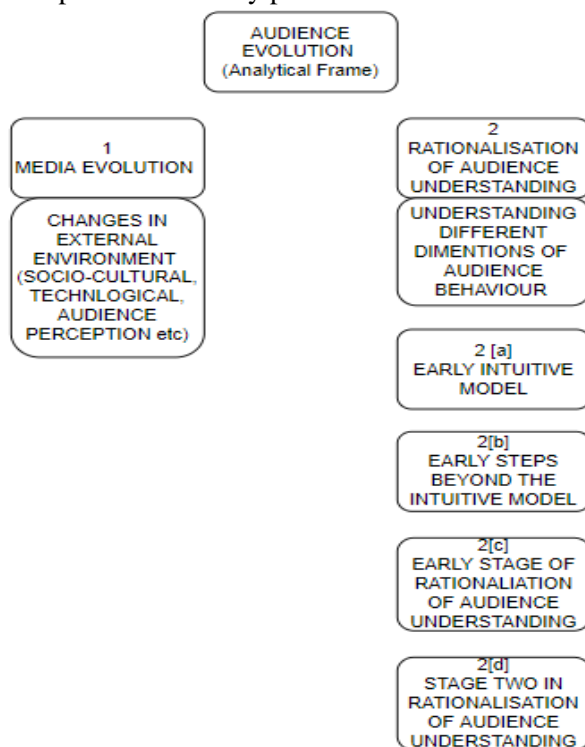 AUDIENCE
EVOLUTION
(Analytical Frame)
1
MEDIA EVOLUTION
CHANGES IN
EXTERNAL
ENVIRONMENT
(SOCIO-CULTURAL,
TECHNLOGICAL,
AUDIENCE
PERCEPTION etc)
2
RATIONALISATION
OF AUDIENCE
UNDERSTANDING
UNDERSTANDING
DIFFERENT
DIMENTIONS OF
AUDIENCE
BEHAVIOUR
2 [a]
EARLY INTUITIVE
MODEL
2[b]
EARLY STEPS
BEYOND THE
INTUITIVE MODEL
2[c]
EARLY STAGE OF
RATIONALIATION
OF AUDIENCE
UNDERSTANDING
2[d]
STAGE TWO IN
RATIONALISATION
OF AUDIENCE
UNDERSTANDING